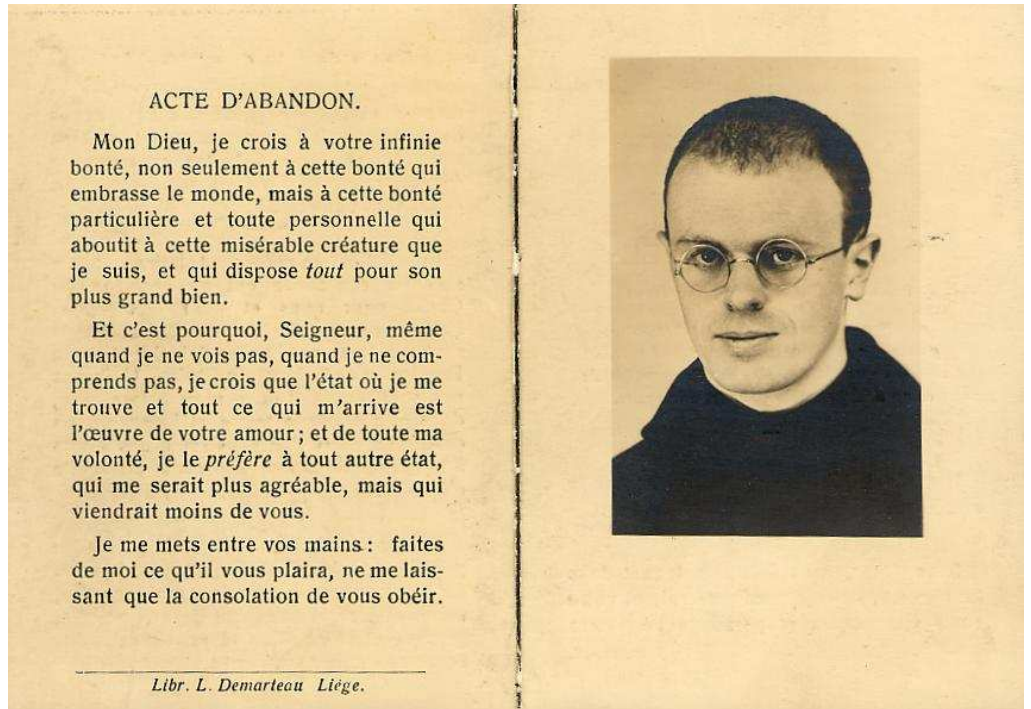 ACTE D'ABANDON.
Mon Dieu, je crois à votre infinie
bonté, non seulement à cette bonté qui
embrasse le monde, mais à cette bonté
particulière et toute personnelle qui
aboutit à cette misérable créature que
je suis, et qui dispose tout pour son
plus grand bien.
Et c'est pourquoi, Seigneur, même
quand je ne vois pas, quand je ne com-
prends pas, je crois que l'état où je me
trouve et tout ce qui m'arrive est
l'œuvre de votre amour ; et de toute ma
volonté, je le préfère à tout autre état,
qui me serait plus agréable, mais qui
viendrait moins de vous.
Je me mets entre vos mains : faites
de moi ce qu'il vous plaira, ne me lais-
sant que la consolation de vous obéir.
Libr. L. Demarteau Liége.